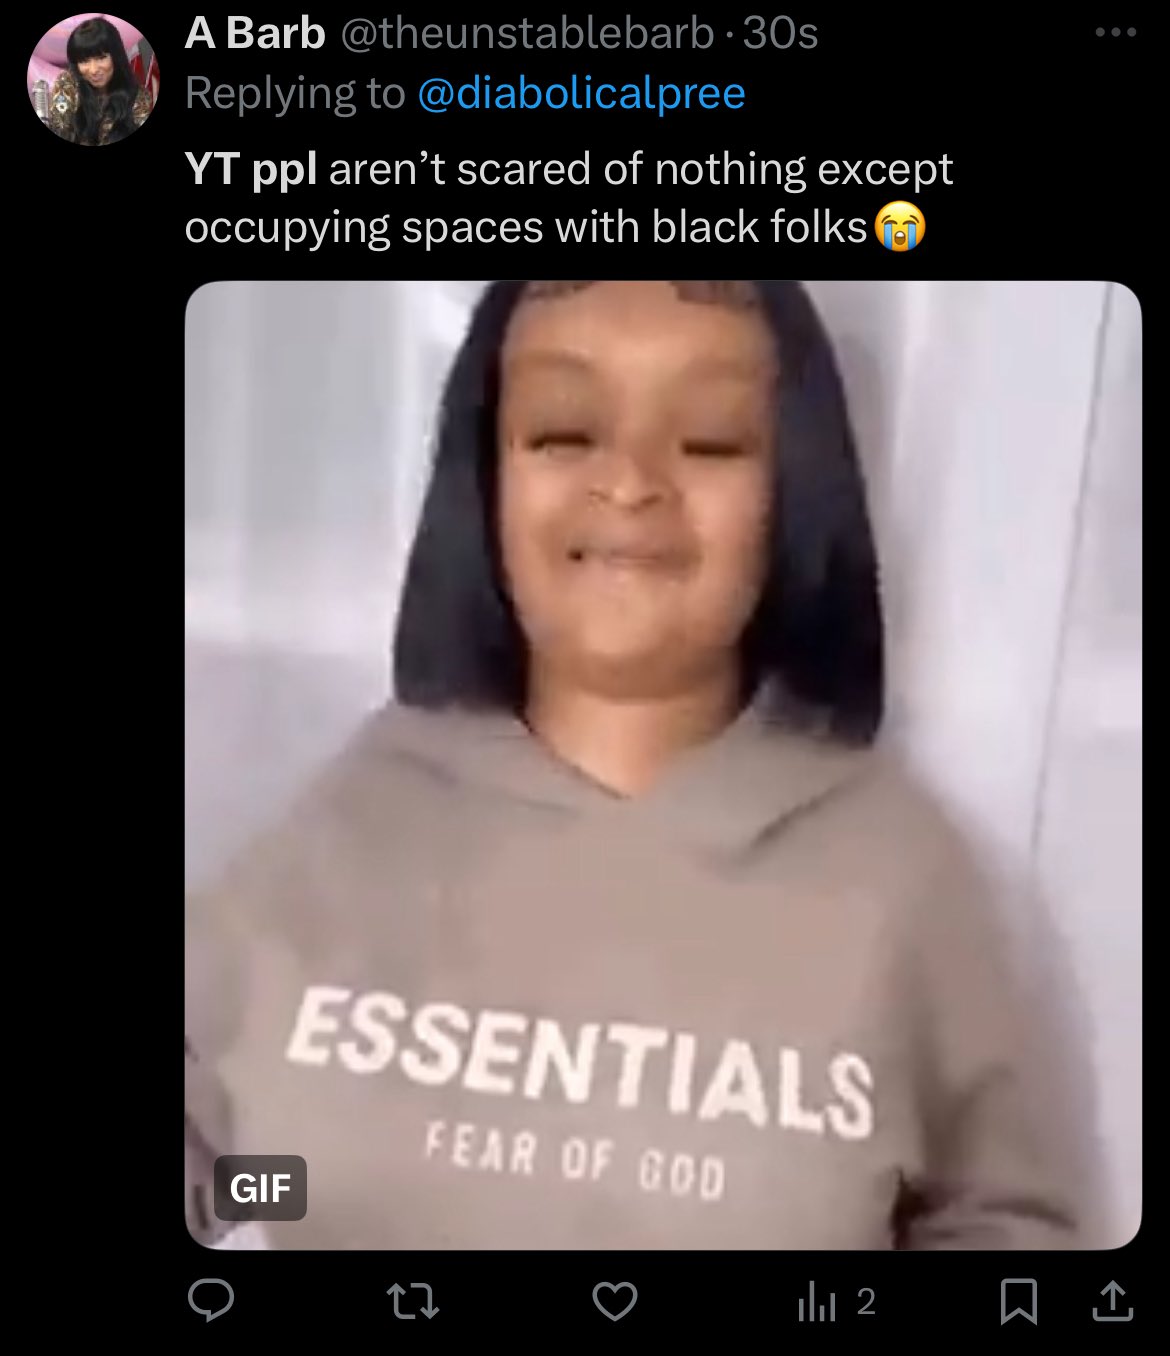 A Barb @theunstablebarb · 30s
Replying to @diabolicalpree
YT ppl aren’t scared of nothing except
occupying spaces with black folks😭
ESSENTIALS
FEAR OF GOD
GIF
2